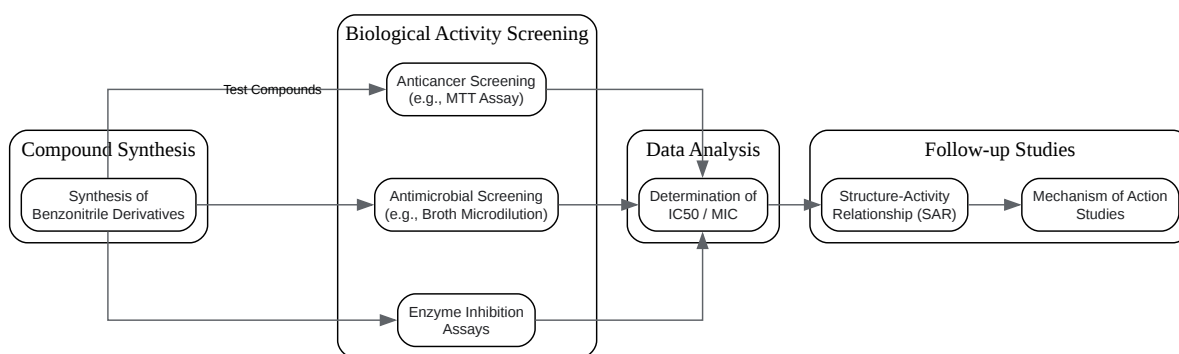 Biological Activity Screening
Anticancer Screening
(e.g., MTT Assay)
Test Compounds
Compound Synthesis
Synthesis of
Benzonitrile Derivatives
Antimicrobial Screening
(e.g., Broth Microdilution)
Enzyme Inhibition
Assays
Data Analysis
Determination of
IC50 / MIC
Follow-up Studies
Structure-Activity
Relationship (SAR)
Mechanism of Action
Studies